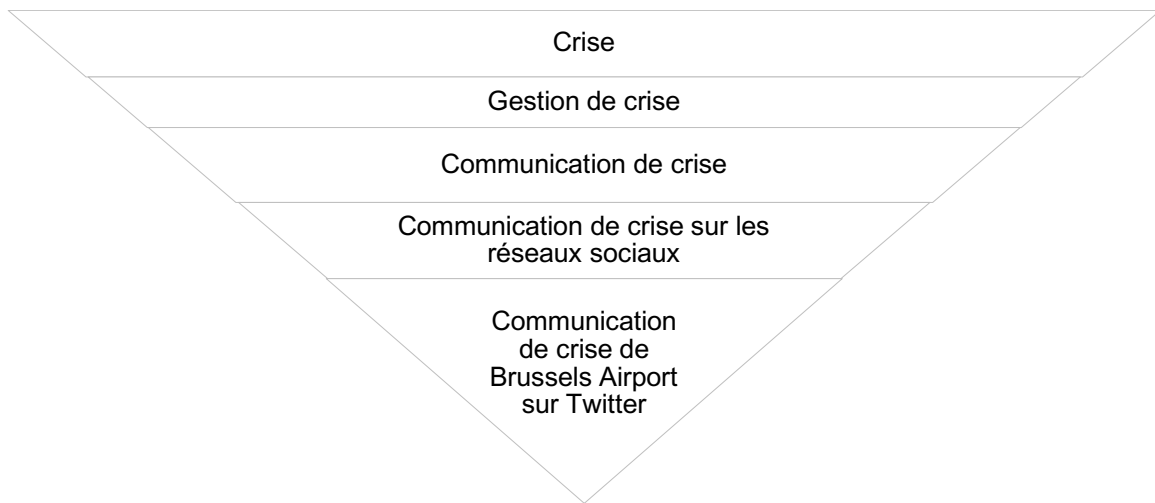 Crise
Gestion de crise
Communication de crise
Communication de crise sur les
réseaux sociaux
Communication
de crise de
Brussels Airport
sur Twitter